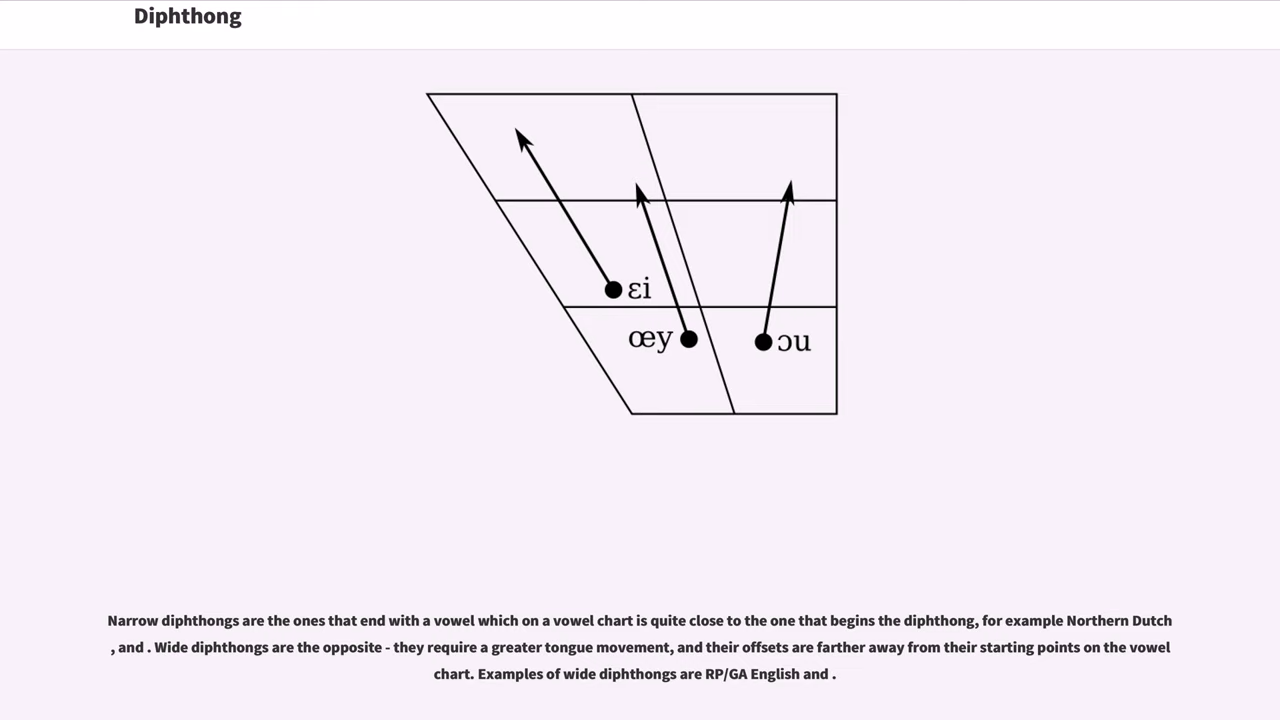 Diphthong
ɛi
œy
ɔu
Narrow diphthongs are the ones that end with a vowel which on a vowel chart is quite close to the one that begins the diphthong, for example Northern Dutch
, and . Wide diphthongs are the opposite - they require a greater tongue movement, and their offsets are farther away from their starting points on the vowel
chart. Examples of wide diphthongs are RP/GA English and .